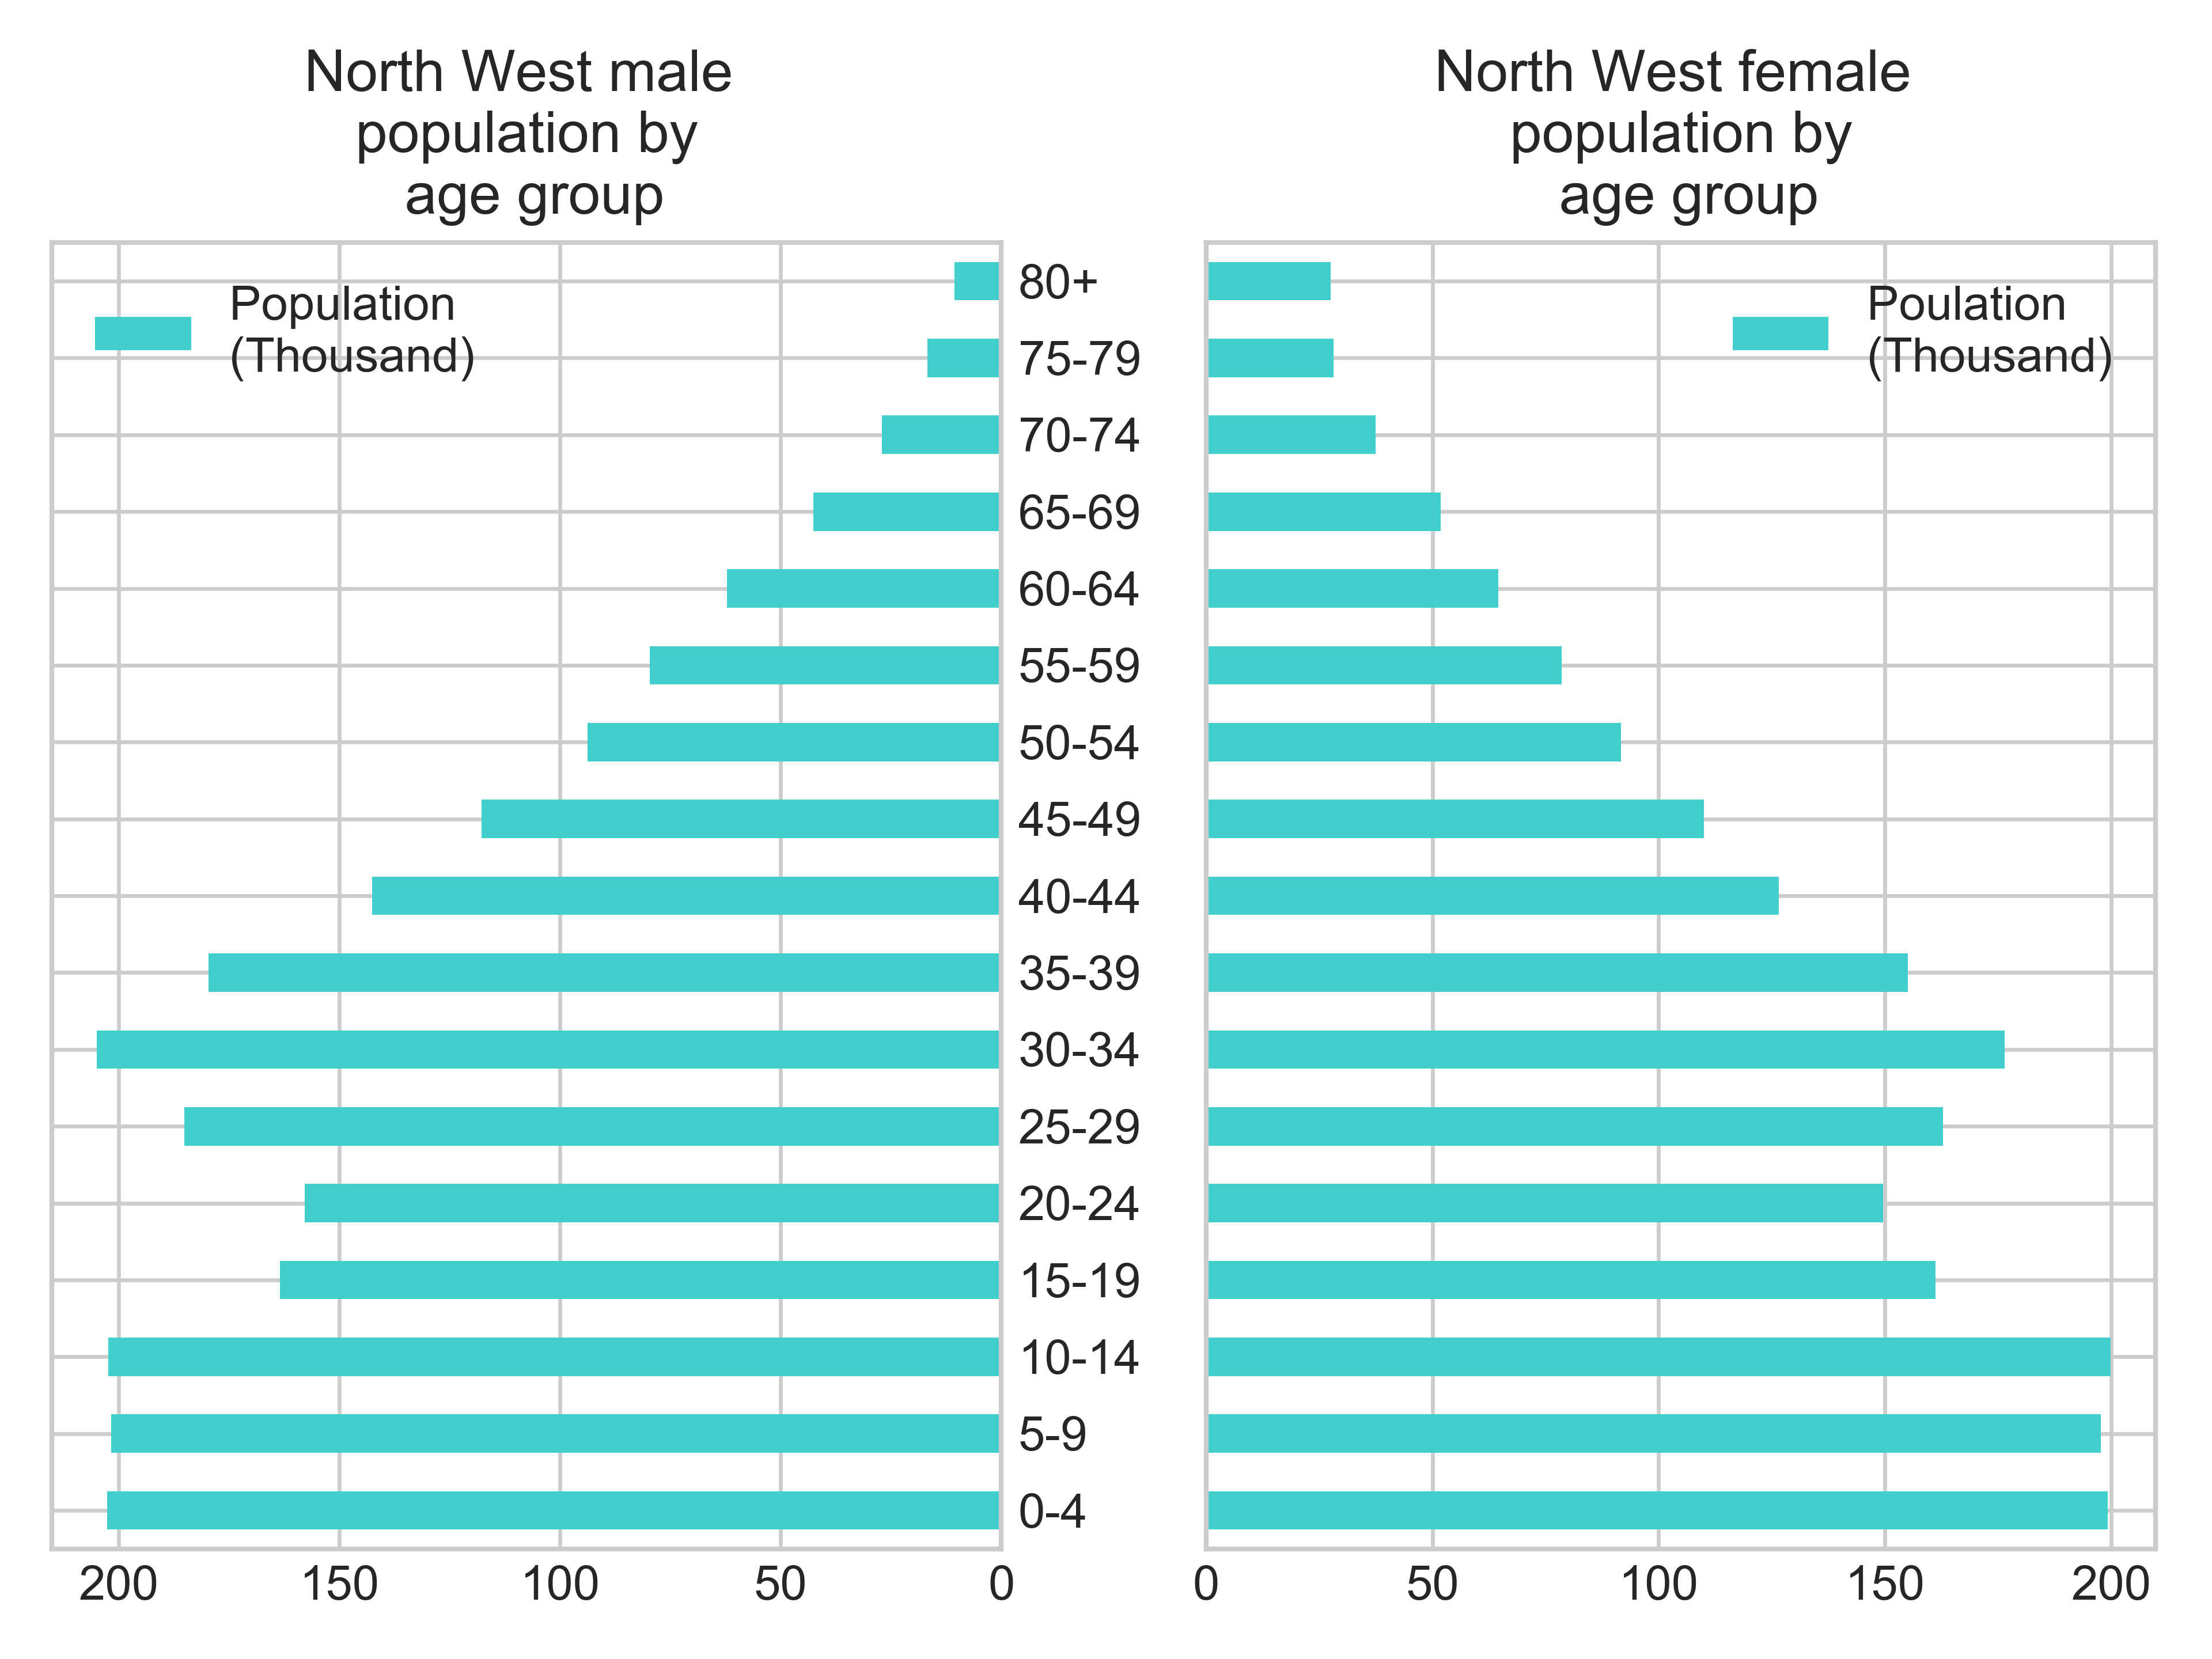 North West male
population by
age group
North West female
population by
age group
Population
(Thousand)
Poulation
(Thousand)
80+
75-79
70-74
65-69
60-64
55-59
50-54
45-49
40-44
35-39
30-34
25-29
20-24
15-19
10-14
5-9
0-4
200 150 100 50 0
0 50 100 150 200